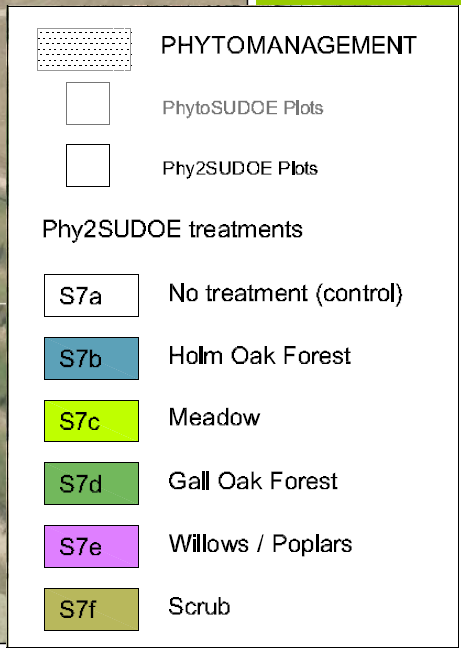 PHYTOMANAGEMENT
PhytoSUDOE Plots
Phy2SUDOE Plots
Phy2SUDOE treatments
S7a No treatment (control)
S7b Holm Oak Forest
S7c Meadow
S7d Gall Oak Forest
S7e Willows / Poplars
S7f Scrub